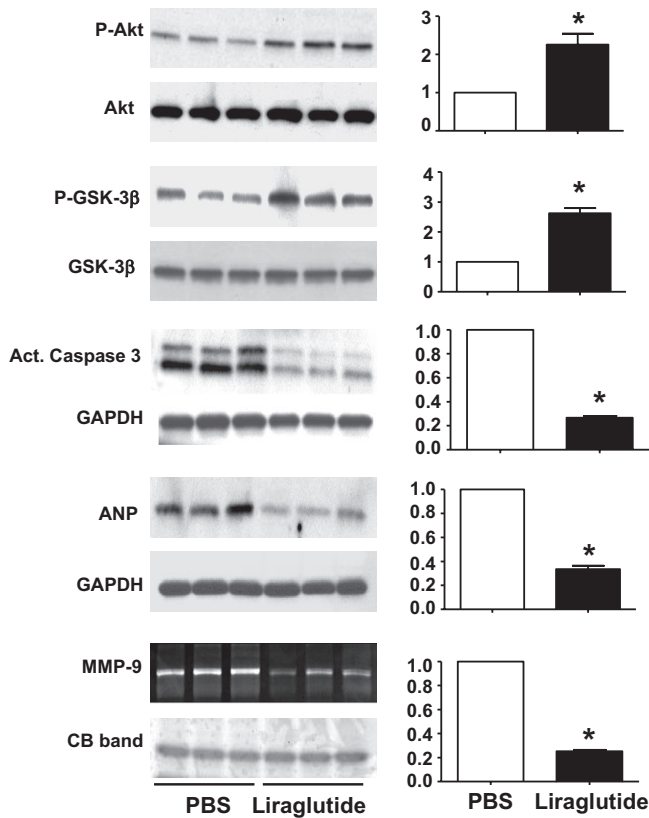 P-Akt
Akt
3
2
1
0
*
P-GSK-3β
GSK-3β
4
3
2
1
0
*
Act. Caspase 3
GAPDH
1.0
0.8
0.6
0.4
0.2
0.0
*
ANP
GAPDH
1.0
0.8
0.6
0.4
0.2
0.0
*
MMP-9
CB band
1.0
0.8
0.6
0.4
0.2
0.0
*
PBS Liraglutide
PBS Liraglutide